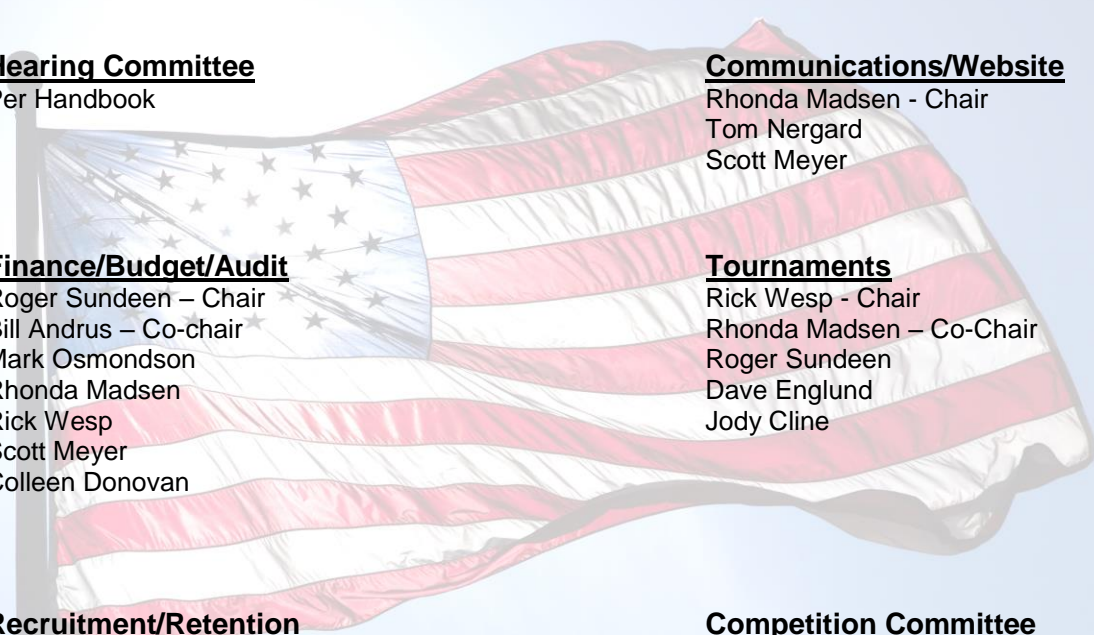 Hearing Committee
Per Handbook
Communications/Website
Rhonda Madsen - Chair
Tom Nergard
Scott Meyer
Finance/Budget/Audit
Roger Sundeen – Chair
Bill Andrus – Co-chair
Mark Osmondson
Rhonda Madsen
Rick Wesp
Scott Meyer
Colleen Donovan
Tournaments
Rick Wesp - Chair
Rhonda Madsen – Co-Chair
Roger Sundeen
Dave Englund
Jody Cline
Recruitment/Retention
Competition Committee